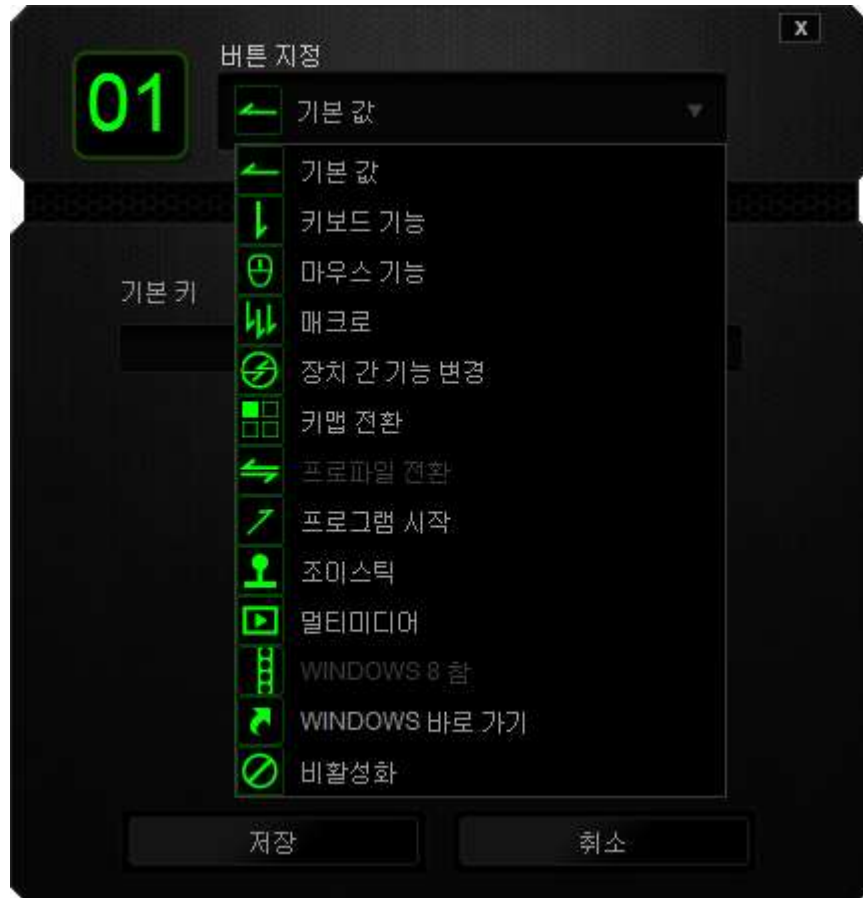 X
버튼 지정
01
기본 값
기본 값
키보드 기능
마우스 기능
기본 키
매크로
장치 간 기능 변경
키맵 전환
프로파일 전환
프로그램 시작
조이스틱
멀티미디어
WINDOWS 8 참
WINDOWS 바로 가기
비활성화
저장
취소